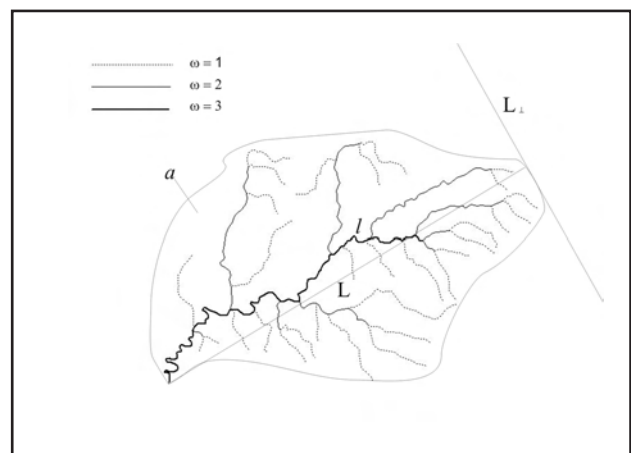 ω = 1
ω = 2
ω = 3
L⊥
a
l
L